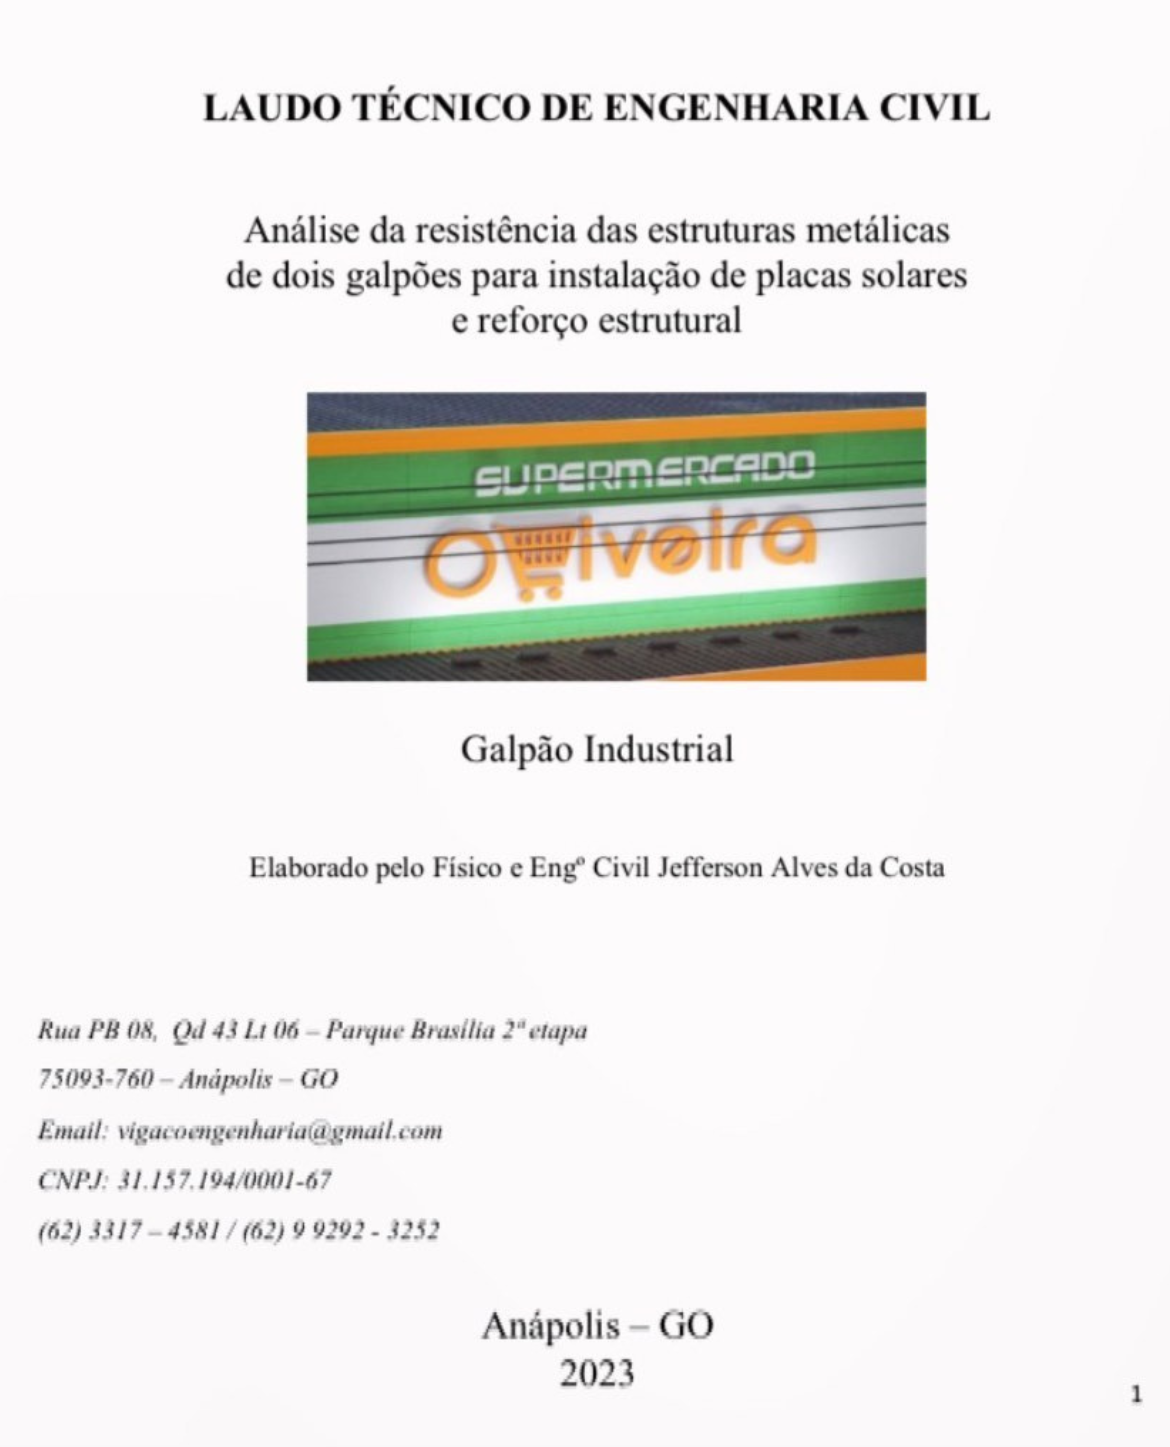 LAUDO TÉCNICO DE ENGENHARIA CIVIL
Análise da resistência das estruturas metálicas
de dois galpões para instalação de placas solares
e reforço estrutural
SUPERMERCADO
Oliveira
Galpão Industrial
Elaborado pelo Físico e Engº Civil Jefferson Alves da Costa
Rua PB 08, Qd 43 Lt 06 – Parque Brasília 2ª etapa
75093-760 – Anápolis – GO
Email: vigacoengenharia@gmail.com
CNPJ: 31.157.194/0001-67
(62) 3317 – 4581 / (62) 9 9292 - 3252
Anápolis – GO
2023
1